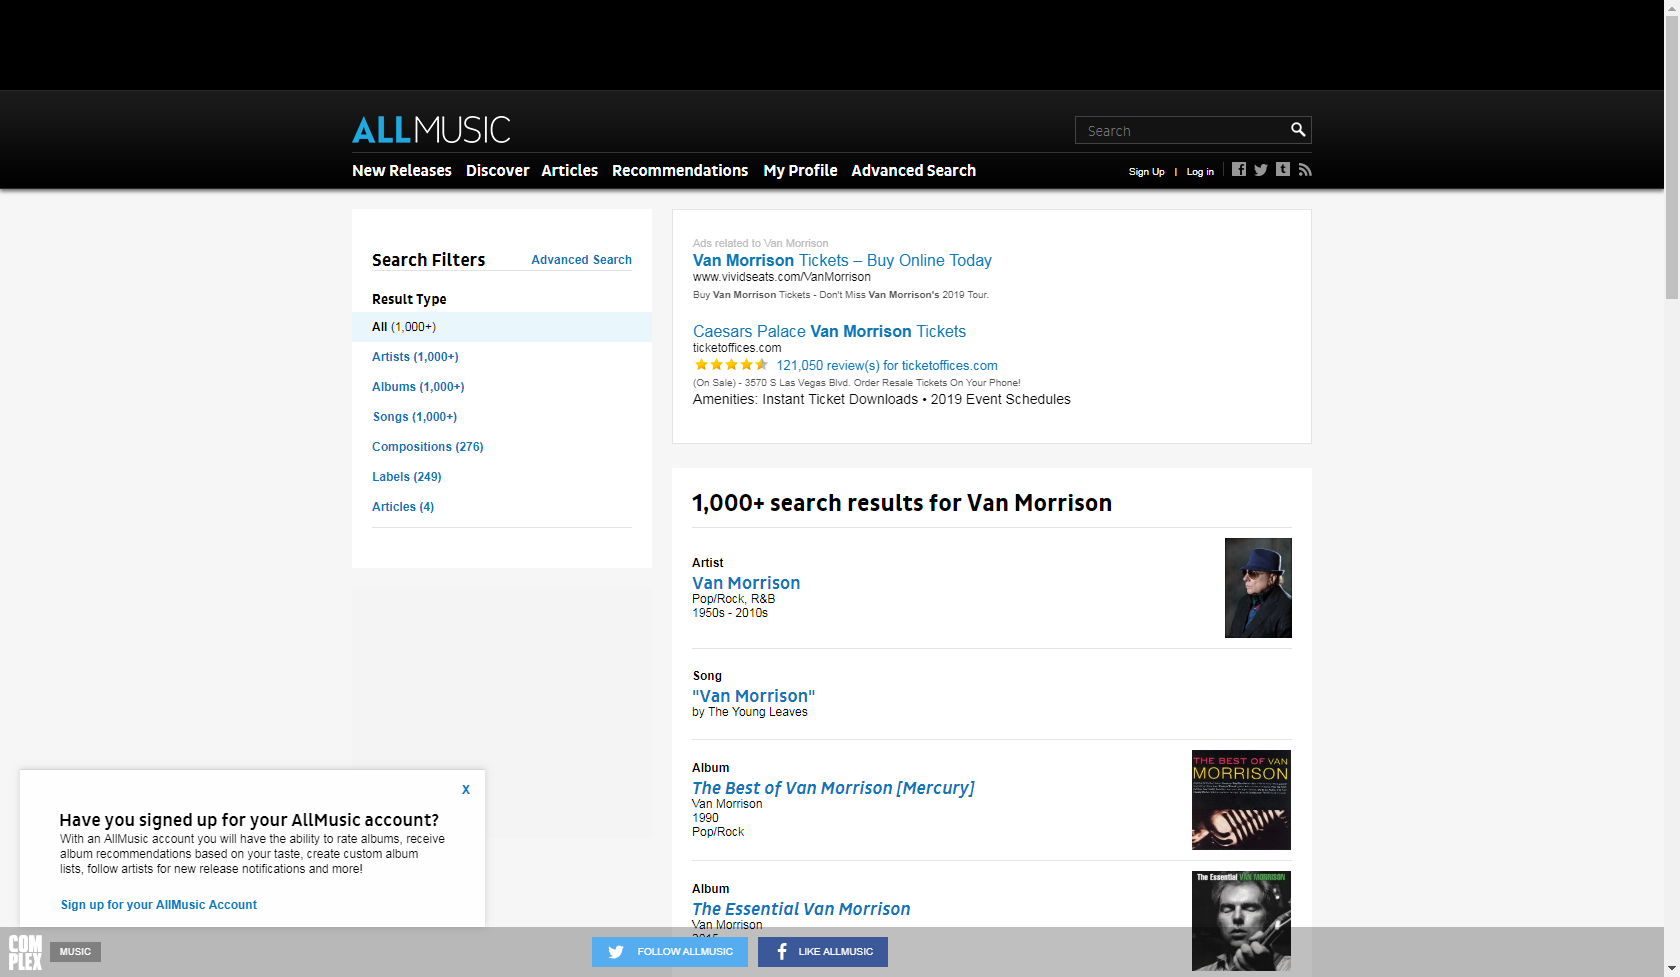 ALLMUSIC
Search
New Releases Discover Articles Recommendations My Profile Advanced Search
Sign Up | Log in
Search Filters Advanced Search
Result Type
All (1,000+)
Artists (1,000+)
Albums (1,000+)
Songs (1,000+)
Compositions (276)
Labels (249)
Articles (4)
Ads related to Van Morrison
Van Morrison Tickets – Buy Online Today
www.vividseats.com/VanMorrison
Buy Van Morrison Tickets - Don't Miss Van Morrison's 2019 Tour.
Caesars Palace Van Morrison Tickets
ticketoffices.com
121,050 review(s) for ticketoffices.com
(On Sale) - 3570 S Las Vegas Blvd. Order Resale Tickets On Your Phone!
Amenities: Instant Ticket Downloads • 2019 Event Schedules
1,000+ search results for Van Morrison
Artist
Van Morrison
Pop/Rock, R&B
1950s - 2010s
Song
"Van Morrison"
by The Young Leaves
Album
The Best of Van Morrison [Mercury]
Van Morrison
1990
Pop/Rock
THE BEST OF VAN
MORRISON
Album
The Essential Van Morrison
Van Morrison
2015
The Essential VAN MORRISON
X
Have you signed up for your AllMusic account?
With an AllMusic account you will have the ability to rate albums, receive
album recommendations based on your taste, create custom album
lists, follow artists for new release notifications and more!
Sign up for your AllMusic Account
COMPLEX
MUSIC
FOLLOW ALLMUSIC
LIKE ALLMUSIC